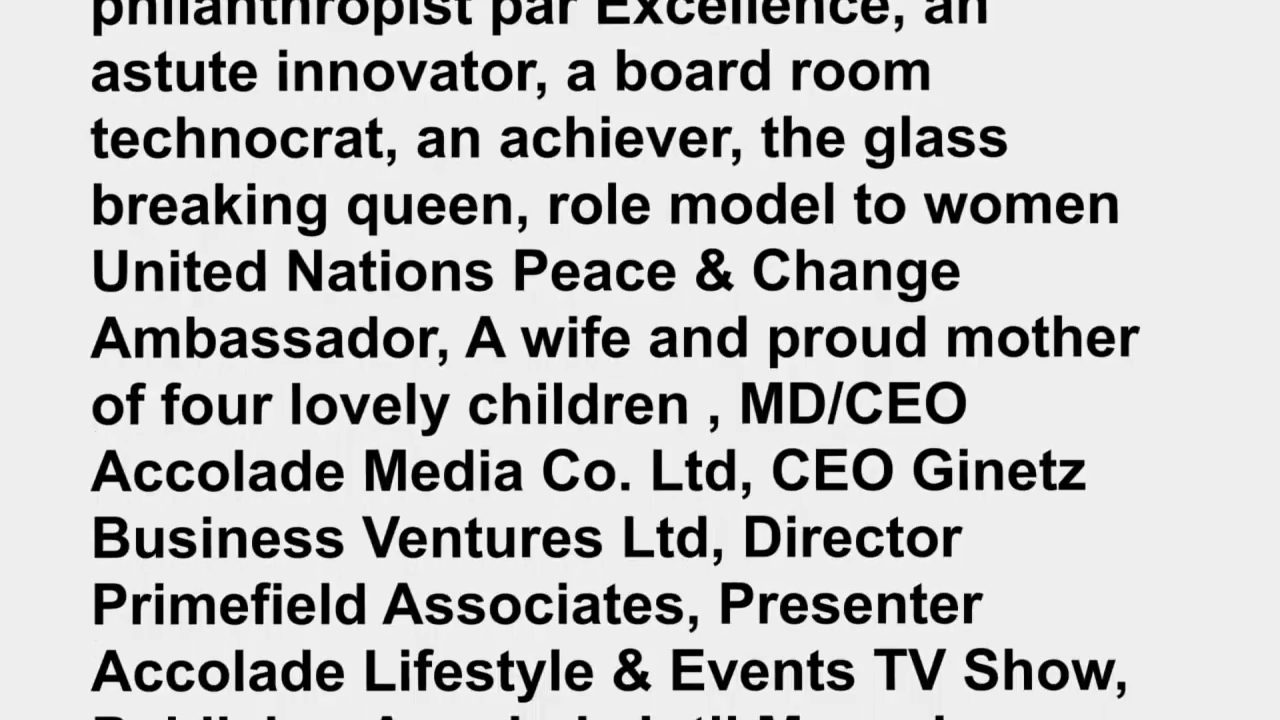 philanthropist par Excellence, an
astute innovator, a board room
technocrat, an achiever, the glass
breaking queen, role model to women
United Nations Peace & Change
Ambassador, A wife and proud mother
of four lovely children , MD/CEO
Accolade Media Co. Ltd, CEO Ginetz
Business Ventures Ltd, Director
Primefield Associates, Presenter
Accolade Lifestyle & Events TV Show,